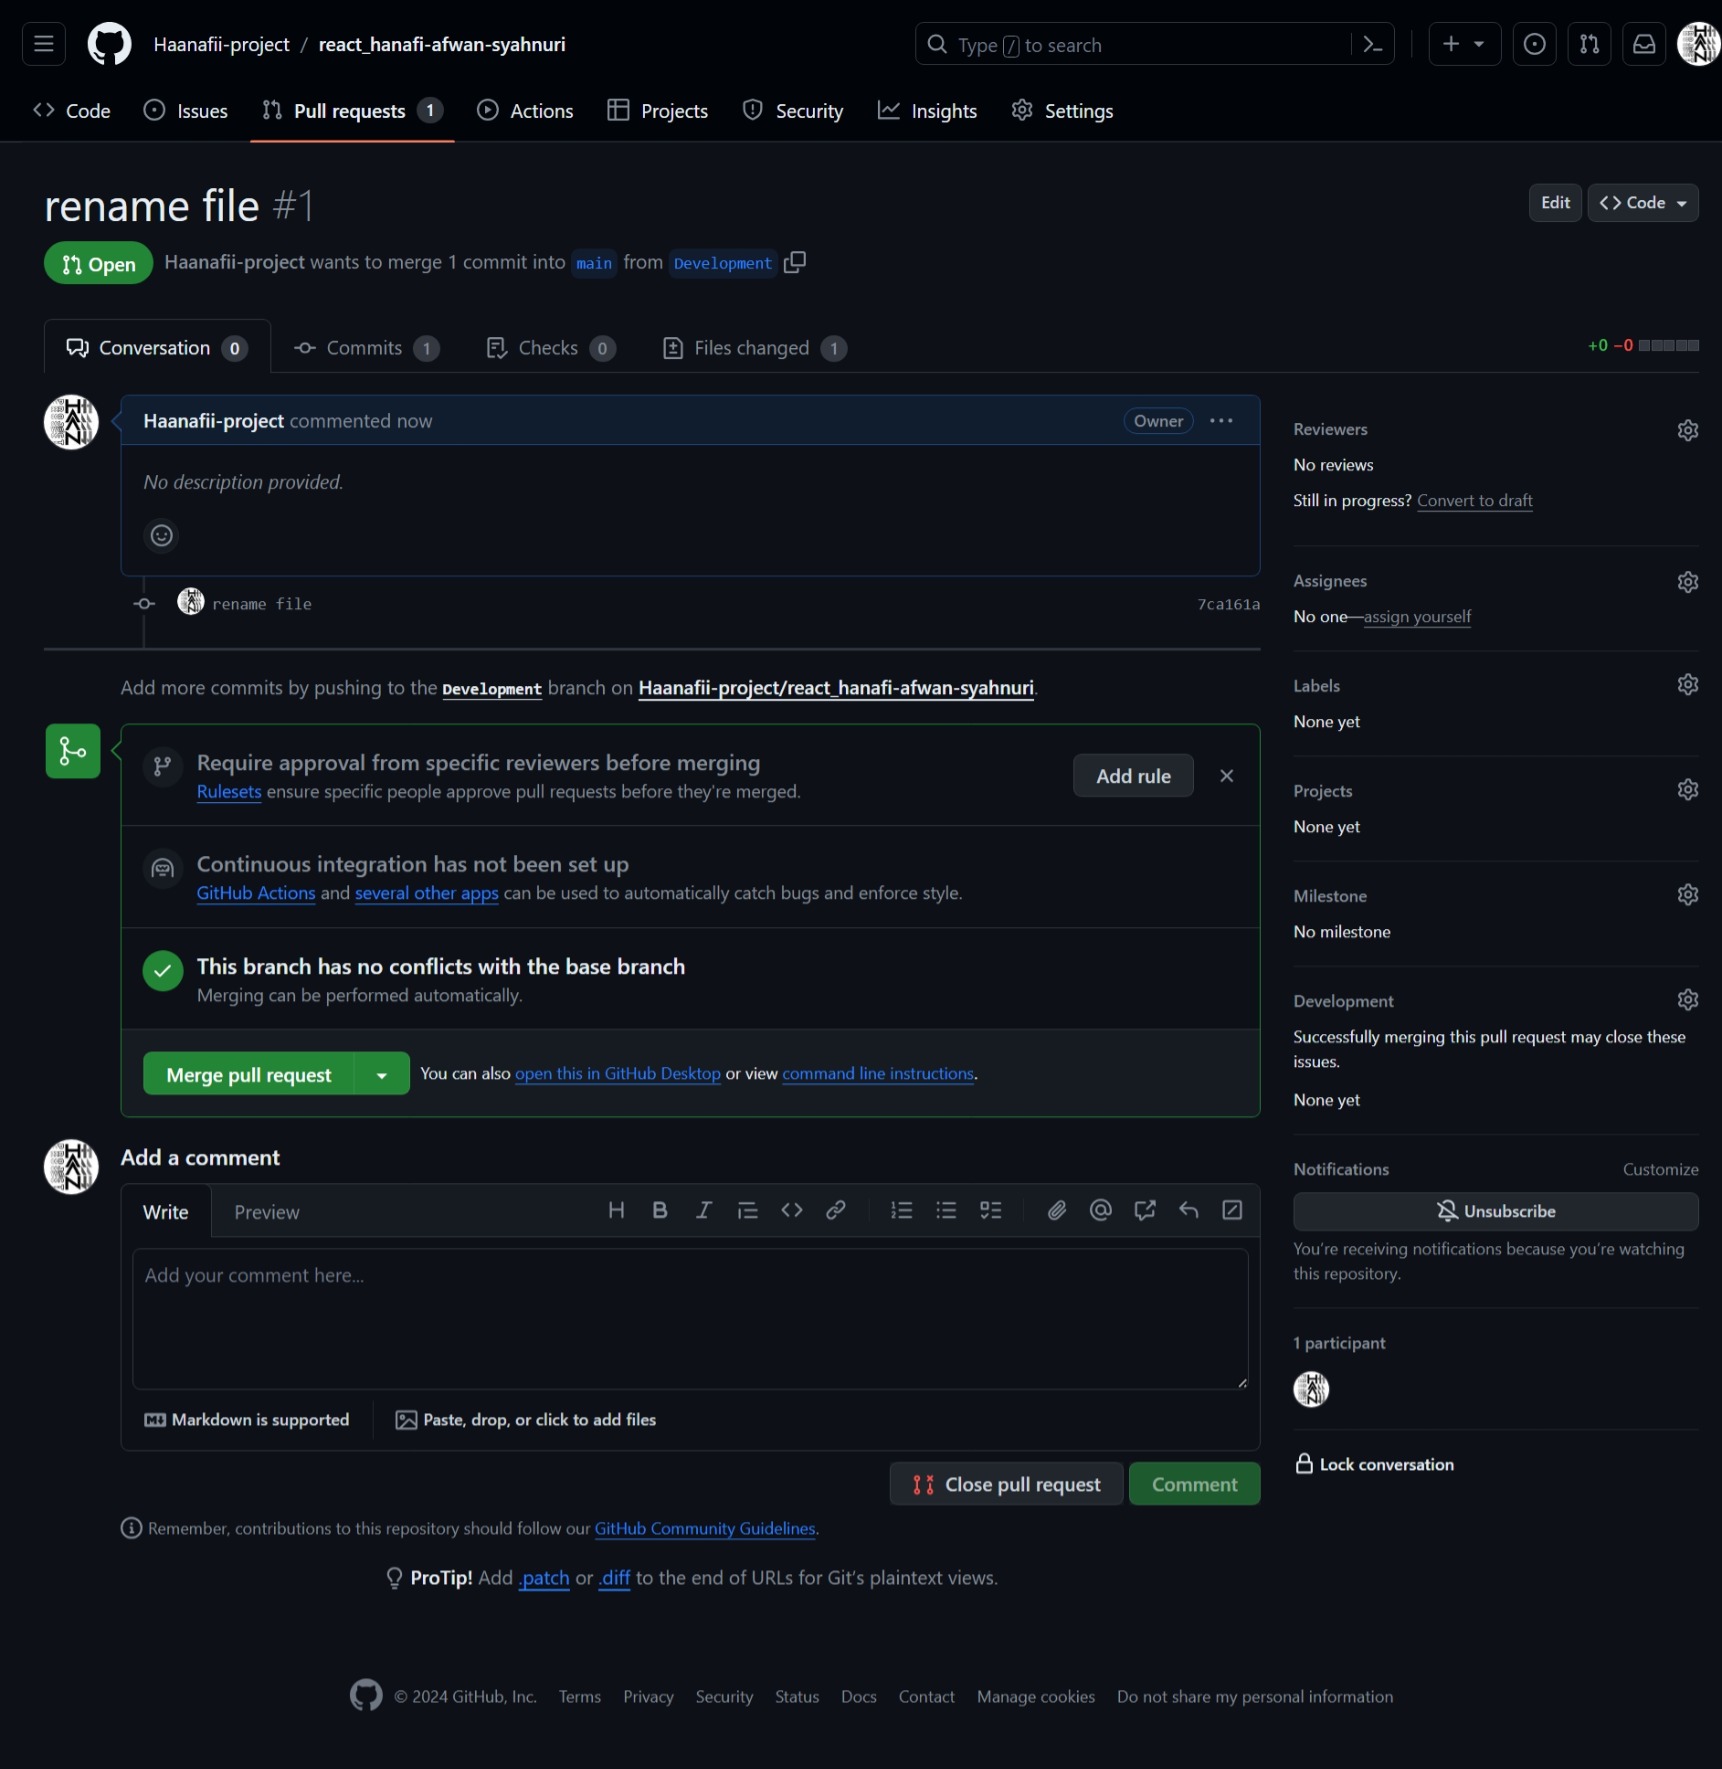 Haanafii-project / react_hanafi-afwan-syahnuri
Type / to search
Code
Issues
Pull requests 1
Actions
Projects
Security
Insights
Settings
rename file #1
Edit
Code
Open
Haanafii-project wants to merge 1 commit into main from Development
Conversation 0
Commits 1
Checks 0
Files changed 1
+0 −0
Haanafii-project commented now
Owner
No description provided.
rename file
7ca161a
Add more commits by pushing to the Development branch on Haanafii-project/react_hanafi-afwan-syahnuri.
Require approval from specific reviewers before merging
Rulesets ensure specific people approve pull requests before they're merged.
Add rule
Continuous integration has not been set up
GitHub Actions and several other apps can be used to automatically catch bugs and enforce style.
This branch has no conflicts with the base branch
Merging can be performed automatically.
Merge pull request
You can also open this in GitHub Desktop or view command line instructions.
Add a comment
Write
Preview
Add your comment here...
Markdown is supported
Paste, drop, or click to add files
Close pull request
Comment
Remember, contributions to this repository should follow our GitHub Community Guidelines.
ProTip! Add .patch or .diff to the end of URLs for Git’s plaintext views.
Reviewers
No reviews
Still in progress? Convert to draft
Assignees
No one—assign yourself
Labels
None yet
Projects
None yet
Milestone
No milestone
Development
Successfully merging this pull request may close these
issues.
None yet
Notifications
Customize
Unsubscribe
You’re receiving notifications because you’re watching
this repository.
1 participant
Lock conversation
© 2024 GitHub, Inc.
Terms
Privacy
Security
Status
Docs
Contact
Manage cookies
Do not share my personal information